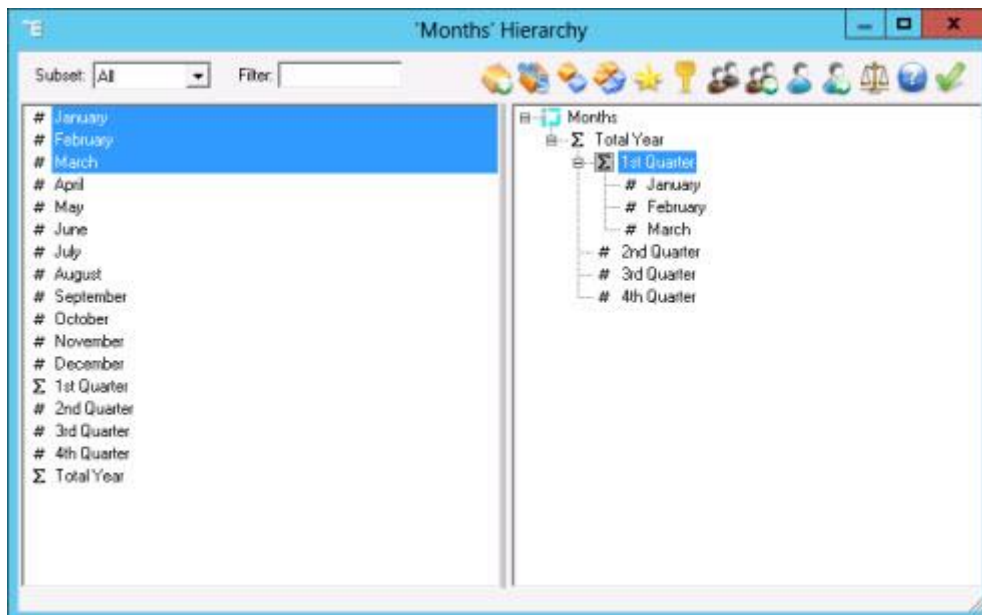 'Months' Hierarchy
Subset: All Filter:
# January
# February
# March
# April
# May
# June
# July
# August
# September
# October
# November
# December
Σ 1st Quarter
# 2nd Quarter
# 3rd Quarter
# 4th Quarter
Σ Total Year
Months
Σ Total Year
Σ 1st Quarter
# January
# February
# March
# 2nd Quarter
# 3rd Quarter
# 4th Quarter